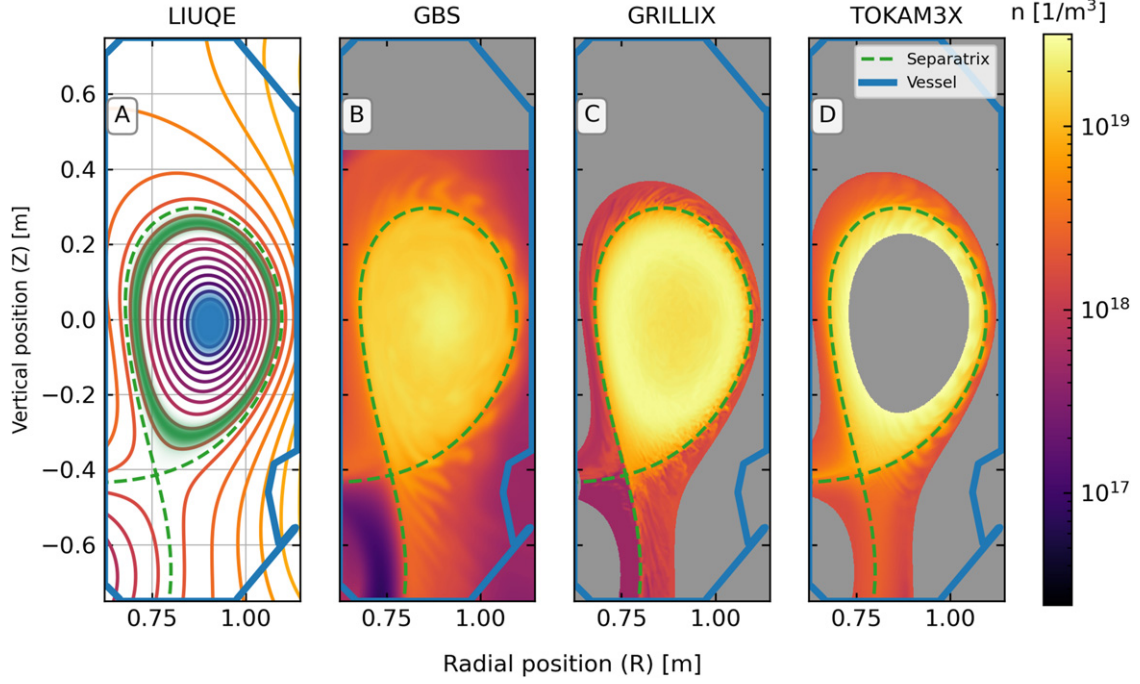 LIUQE
GBS
GRILLIX
TOKAM3X
n [1/m³]
A
B
C
D
Separatrix
Vessel
0.6
0.4
0.2
0.0
−0.2
−0.4
−0.6
Vertical position (Z) [m]
10¹⁹
10¹⁸
10¹⁷
0.75 1.00
0.75 1.00
0.75 1.00
0.75 1.00
Radial position (R) [m]